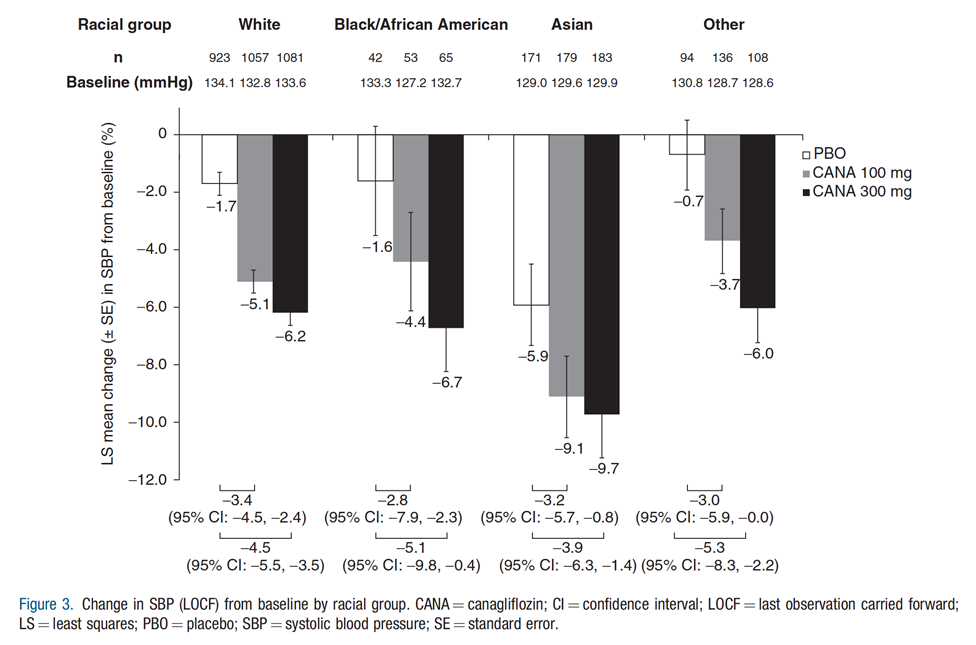 Racial group White Black/African American Asian Other
n 923 1057 1081 42 53 65 171 179 183 94 136 108
Baseline (mmHg) 134.1 132.8 133.6 133.3 127.2 132.7 129.0 129.6 129.9 130.8 128.7 128.6
LS mean change (± SE) in SBP from baseline (%)
0
−2.0
−4.0
−6.0
−8.0
−10.0
−12.0
−1.7
−5.1
−6.2
−1.6
−4.4
−6.7
−5.9
−9.1
−9.7
−0.7
−3.7
−6.0
PBO
CANA 100 mg
CANA 300 mg
−3.4 −2.8 −3.2 −3.0
(95% CI: −4.5, −2.4) (95% CI: −7.9, −2.3) (95% CI: −5.7, −0.8) (95% CI: −5.9, −0.0)
−4.5 −5.1 −3.9 −5.3
(95% CI: −5.5, −3.5) (95% CI: −9.8, −0.4) (95% CI: −6.3, −1.4) (95% CI: −8.3, −2.2)
Figure 3. Change in SBP (LOCF) from baseline by racial group. CANA = canagliflozin; CI = confidence interval; LOCF = last observation carried forward;
LS = least squares; PBO = placebo; SBP = systolic blood pressure; SE = standard error.